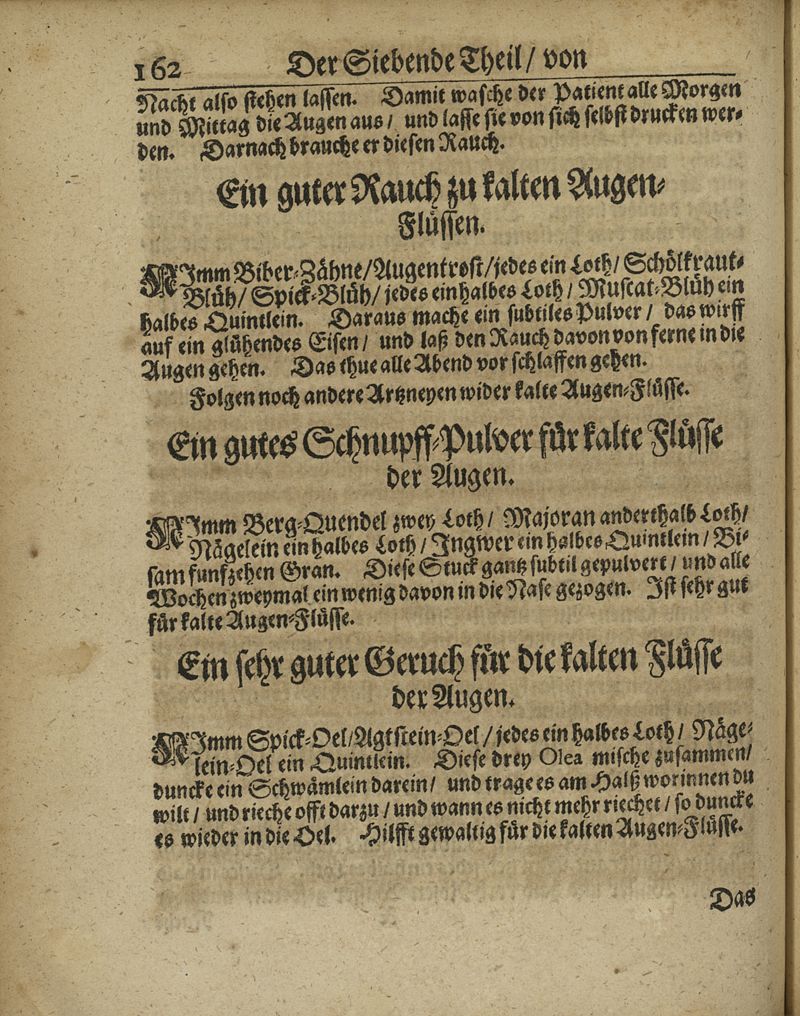 162 Der Siebende Theil/ von
Nacht also stehen lassen. Damit wasche der Patient alle Morgen
und Mittag die Augen aus/ und lasse sie von sich selbst drucken wer-
den. Darnach brauche er diesen Rauch.
Ein guter Rauch zu kalten Augen-
Flüssen.
NImm Biber-Zähne/Augentrost/jedes ein Loth/ Schölkraut-
Blüh/ Spick-Blüh/ jedes ein halbes Loth/ Muscat-Blüh ein
halbes Quintlein. Daraus mache ein subtiles Pulver/ das wirff
auf ein glühendes Eisen/ und laß den Rauch davon von ferne in die
Augen gehen. Das thue alle Abend vor schlaffen gehen.
Folgen noch andere Artzneyen wider kalte Augen-Flüsse.
Ein gutes Schnupff-Pulver für kalte Flüsse
der Augen.
NImm Berg-Quendel zwey Loth/ Majoran anderthalb Loth/
Nägelein ein halbes Loth/ Ingwer ein halbes Quintlein/ Bi-
sam funfzehen Gran. Diese Stuck gantz subtil gepulvert/ und alle
Wochen zweymal ein wenig davon in die Nase gezogen. Ist sehr gut
für kalte Augen-Flüsse.
Ein sehr guter Geruch für die kalten Flüsse
der Augen.
NImm Spick-Oel/Agtstein-Oel/ jedes ein halbes Loth/ Näge-
lein-Oel ein Quintlein. Diese drey Olea mische zusammen/
duncke ein Schwämlein darein/ und trage es am Halß worinnen du
wilt/ und rieche offt darzu/ und wann es nicht mehr riechet/ so duncke
es wieder in die Oel. Hilfft gewaltig für die kalten Augen-Flüsse.
Das